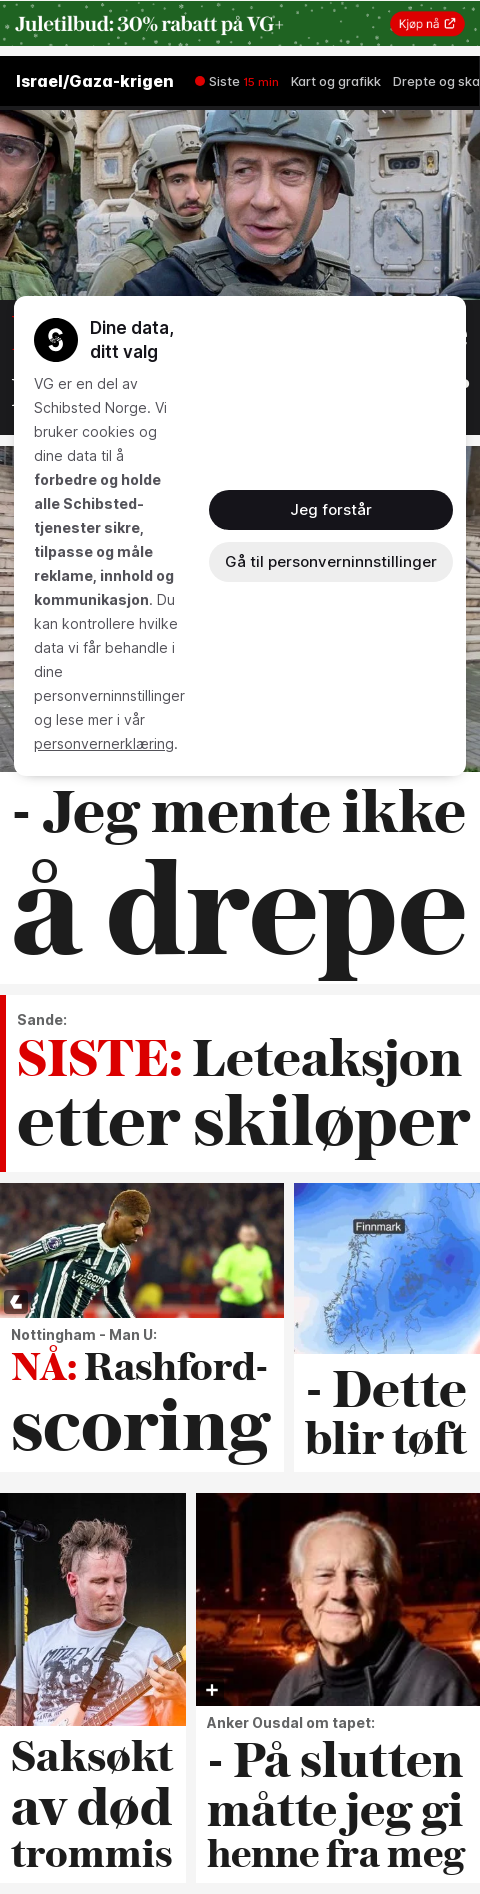 Juletilbud: 30% rabatt på VG+
Kjøp nå
Israel/Gaza-krigen
Siste 15 min Kart og grafikk Drepte og ska
Dine data,
ditt valg
VG er en del av
Schibsted Norge. Vi
bruker cookies og
dine data til å
forbedre og holde
alle Schibsted-
tjenester sikre,
tilpasse og måle
reklame, innhold og
kommunikasjon. Du
kan kontrollere hvilke
data vi får behandle i
dine
personverninnstillinger
og lese mer i vår
personvernerklæring.
Jeg forstår
Gå til personverninnstillinger
- Jeg mente ikke
å drepe
Sande:
SISTE: Leteaksjon
etter skiløper
Finnmark
Nottingham - Man U:
NÅ: Rashford-
scoring
- Dette
blir tøft
Saksøkt
av død
trommis
Anker Ousdal om tapet:
- På slutten
måtte jeg gi
henne fra meg